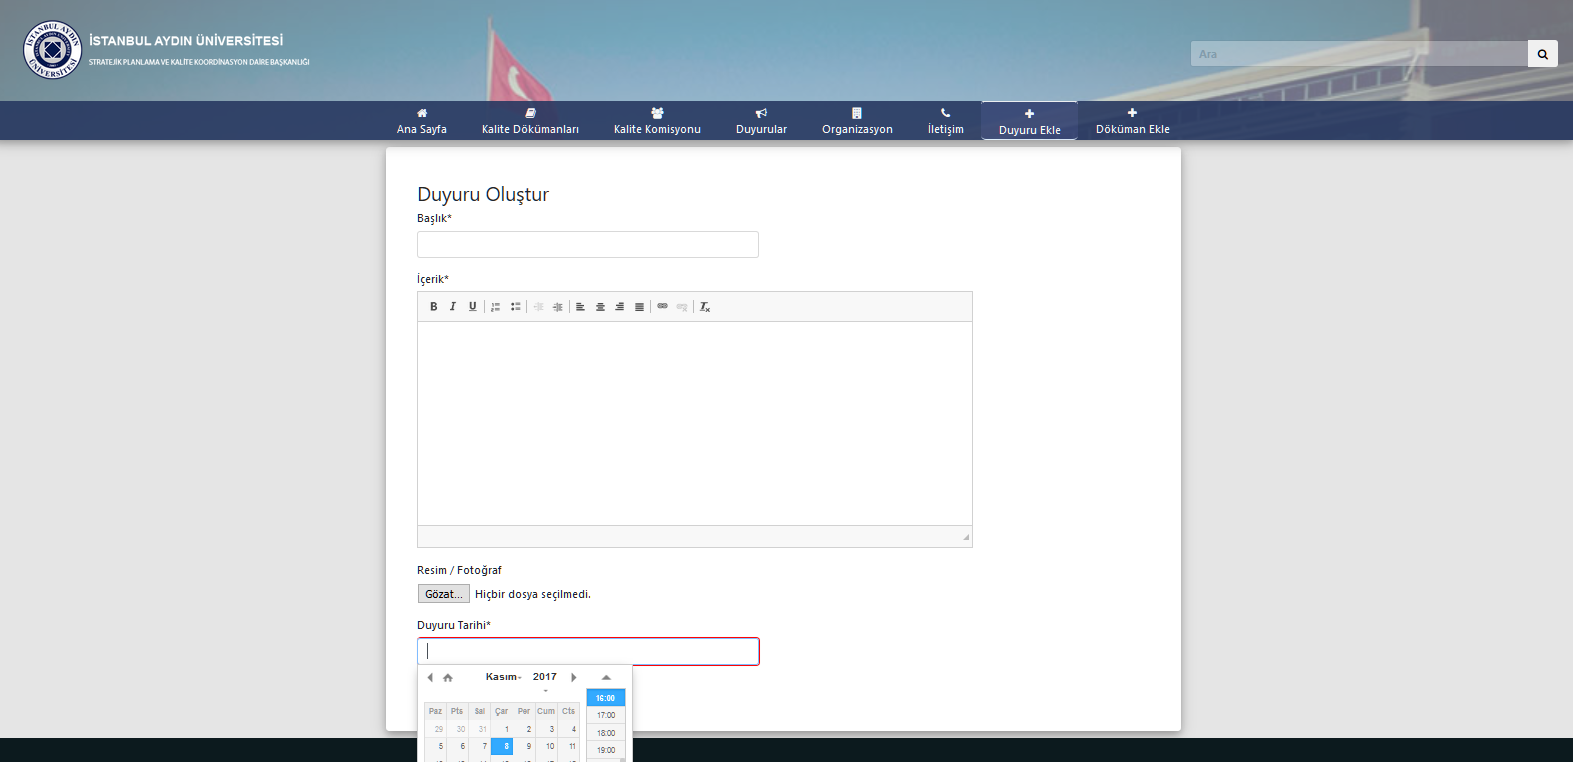 İSTANBUL AYDIN ÜNİVERSİTESİ
STRATEJİK PLANLAMA VE KALİTE KOORDİNASYON DAİRE BAŞKANLIĞI
İSTANBUL AYDIN ÜNİVERSİTESİ
Ara
Ana Sayfa Kalite Dökümanları Kalite Komisyonu Duyurular Organizasyon İletişim Duyuru Ekle Döküman Ekle
Duyuru Oluştur
Başlık*
İçerik*
B I U
Resim / Fotoğraf
Gözat... Hiçbir dosya seçilmedi.
Duyuru Tarihi*
Kasım 2017
16:00
Paz Pts Sal Çar Per Cum Cts
17:00
29 30 31 1 2 3 4
18:00
5 6 7 8 9 10 11
19:00